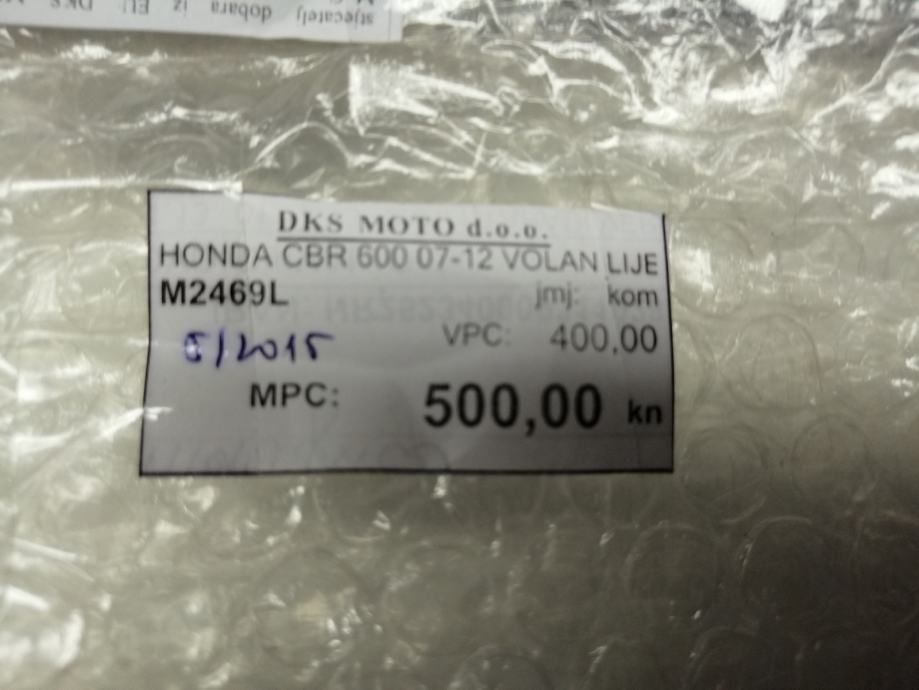 stjecatelj dobara iz EU: DKS
DKS MOTO d.o.o.
HONDA CBR 600 07-12 VOLAN LIJE
M2469L jmj: kom
5/2015 VPC: 400,00
MPC: 500,00 kn